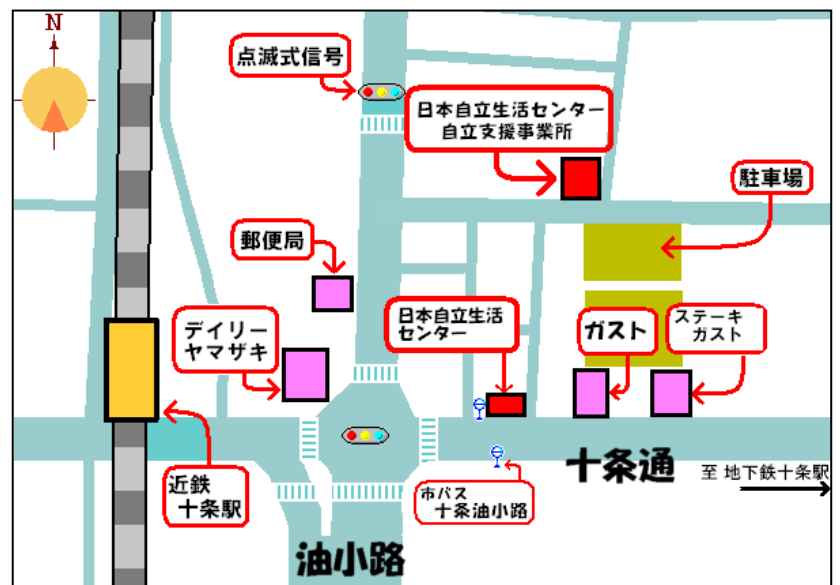 N
点滅式信号
日本自立生活センター
自立支援事業所
駐車場
郵便局
デイリー
ヤマザキ
日本自立生活
センター
ガスト
ステーキ
ガスト
近鉄
十条駅
市バス
十条油小路
十条通
至 地下鉄十条駅
油小路